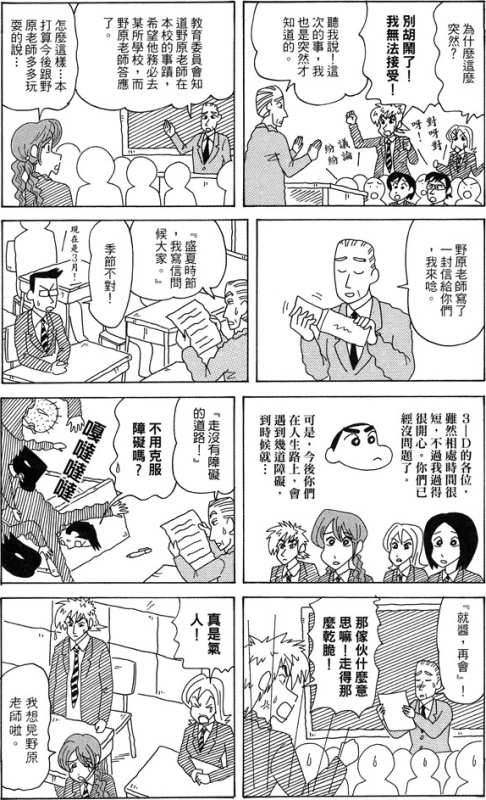 為什麼這麼
突然？
別胡鬧了！
我無法接受！
聽我說！這
次的事，我
也是突然才
知道的。
對呀對
呀！
議論
紛紛
教育委員會知
道野原老師在
本校的事蹟，
希望他務必去
某所學校，而
野原老師答應
了。
怎麼這樣…本
打算今後跟野
原老師多多玩
耍的說…
野原老師寫了
一封信給你們
，我來唸。
『盛夏時節
，我寫信問
候大家。』
季節不對！
現在是3月！
3－D的各位，
雖然相處時間很
短，不過我過得
很開心。你們已
經沒問題了。
可是，今後你們
在人生路上，會
遇到幾道障礙，
到時候就…
『走沒有障礙
的道路！』
不用克服
障礙嗎？
嘎噠噠噠
『就醬，再會』！
那傢伙什麼意
思嘛！走得那
麼乾脆！
真是氣
人！
我想見野原
老師啦。